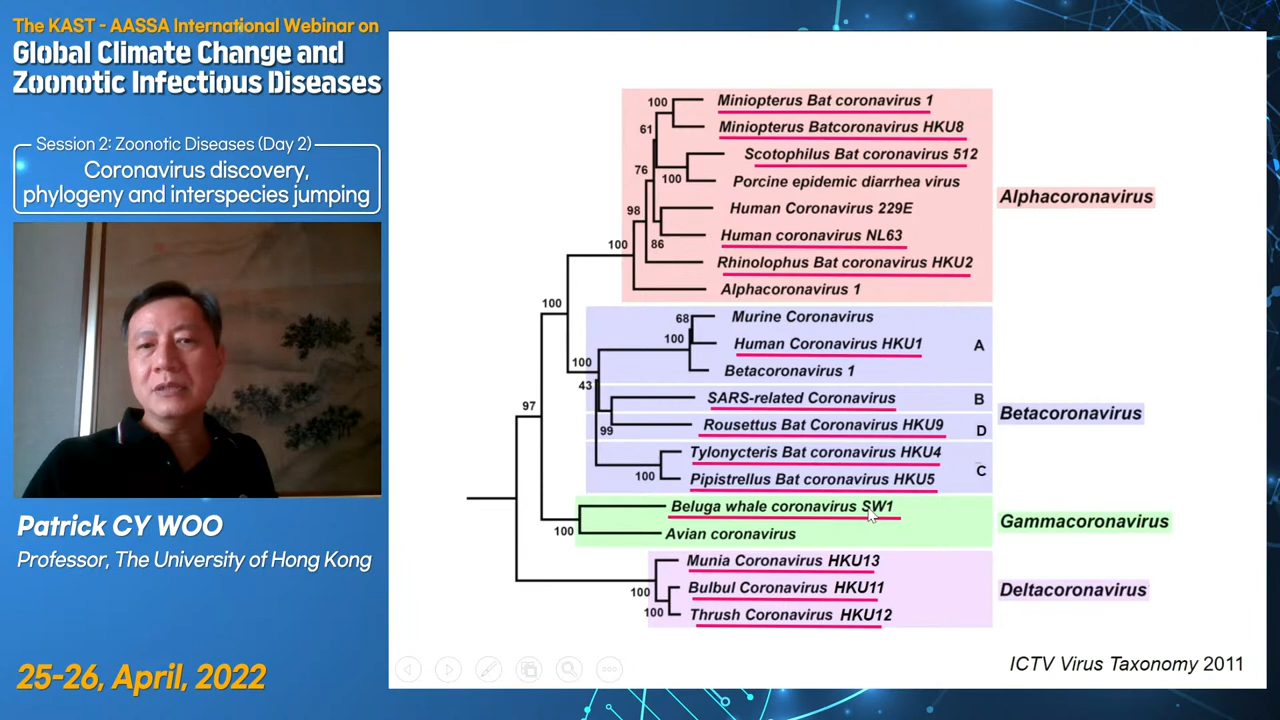 The KAST - AASSA International Webinar on
Global Climate Change and
Zoonotic Infectious Diseases
Session 2: Zoonotic Diseases (Day 2)
Coronavirus discovery,
phylogeny and interspecies jumping
Patrick CY WOO
Professor, The University of Hong Kong
25-26, April, 2022
100
Miniopterus Bat coronavirus 1
61
Miniopterus Batcoronavirus HKU8
76
Scotophilus Bat coronavirus 512
100
Porcine epidemic diarrhea virus
Alphacoronavirus
98
Human Coronavirus 229E
100
86
Human coronavirus NL63
Rhinolophus Bat coronavirus HKU2
Alphacoronavirus 1
100
68
Murine Coronavirus
100
Human Coronavirus HKU1
A
100
Betacoronavirus 1
43
SARS-related Coronavirus
B
97
Betacoronavirus
99
Rousettus Bat Coronavirus HKU9
D
Tylonycteris Bat coronavirus HKU4
C
100
Pipistrellus Bat coronavirus HKU5
Beluga whale coronavirus SW1
Gammacoronavirus
100
Avian coronavirus
Munia Coronavirus HKU13
100
Bulbul Coronavirus HKU11
Deltacoronavirus
100
Thrush Coronavirus HKU12
ICTV Virus Taxonomy 2011